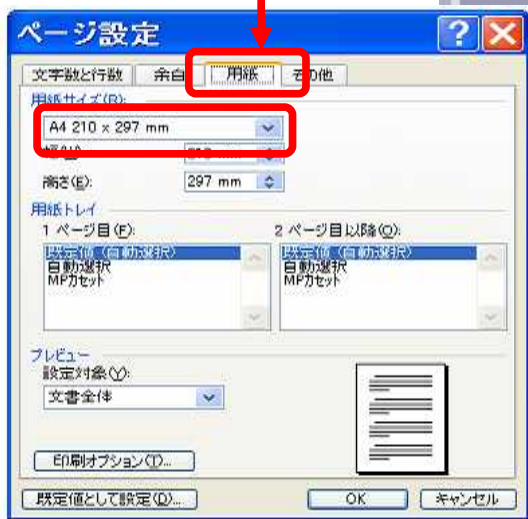 ページ設定
文字数と行数 余白 用紙 その他
用紙サイズ(R):
A4 210 x 297 mm
高さ(E): 297 mm
用紙トレイ
1 ページ目(F): 2 ページ目以降(O):
既定値 (自動選択) 既定値 (自動選択)
自動選択 自動選択
MPカセット MPカセット
プレビュー
設定対象(Y):
文書全体
印刷オプション(T)...
既定値として設定(D)... OK キャンセル